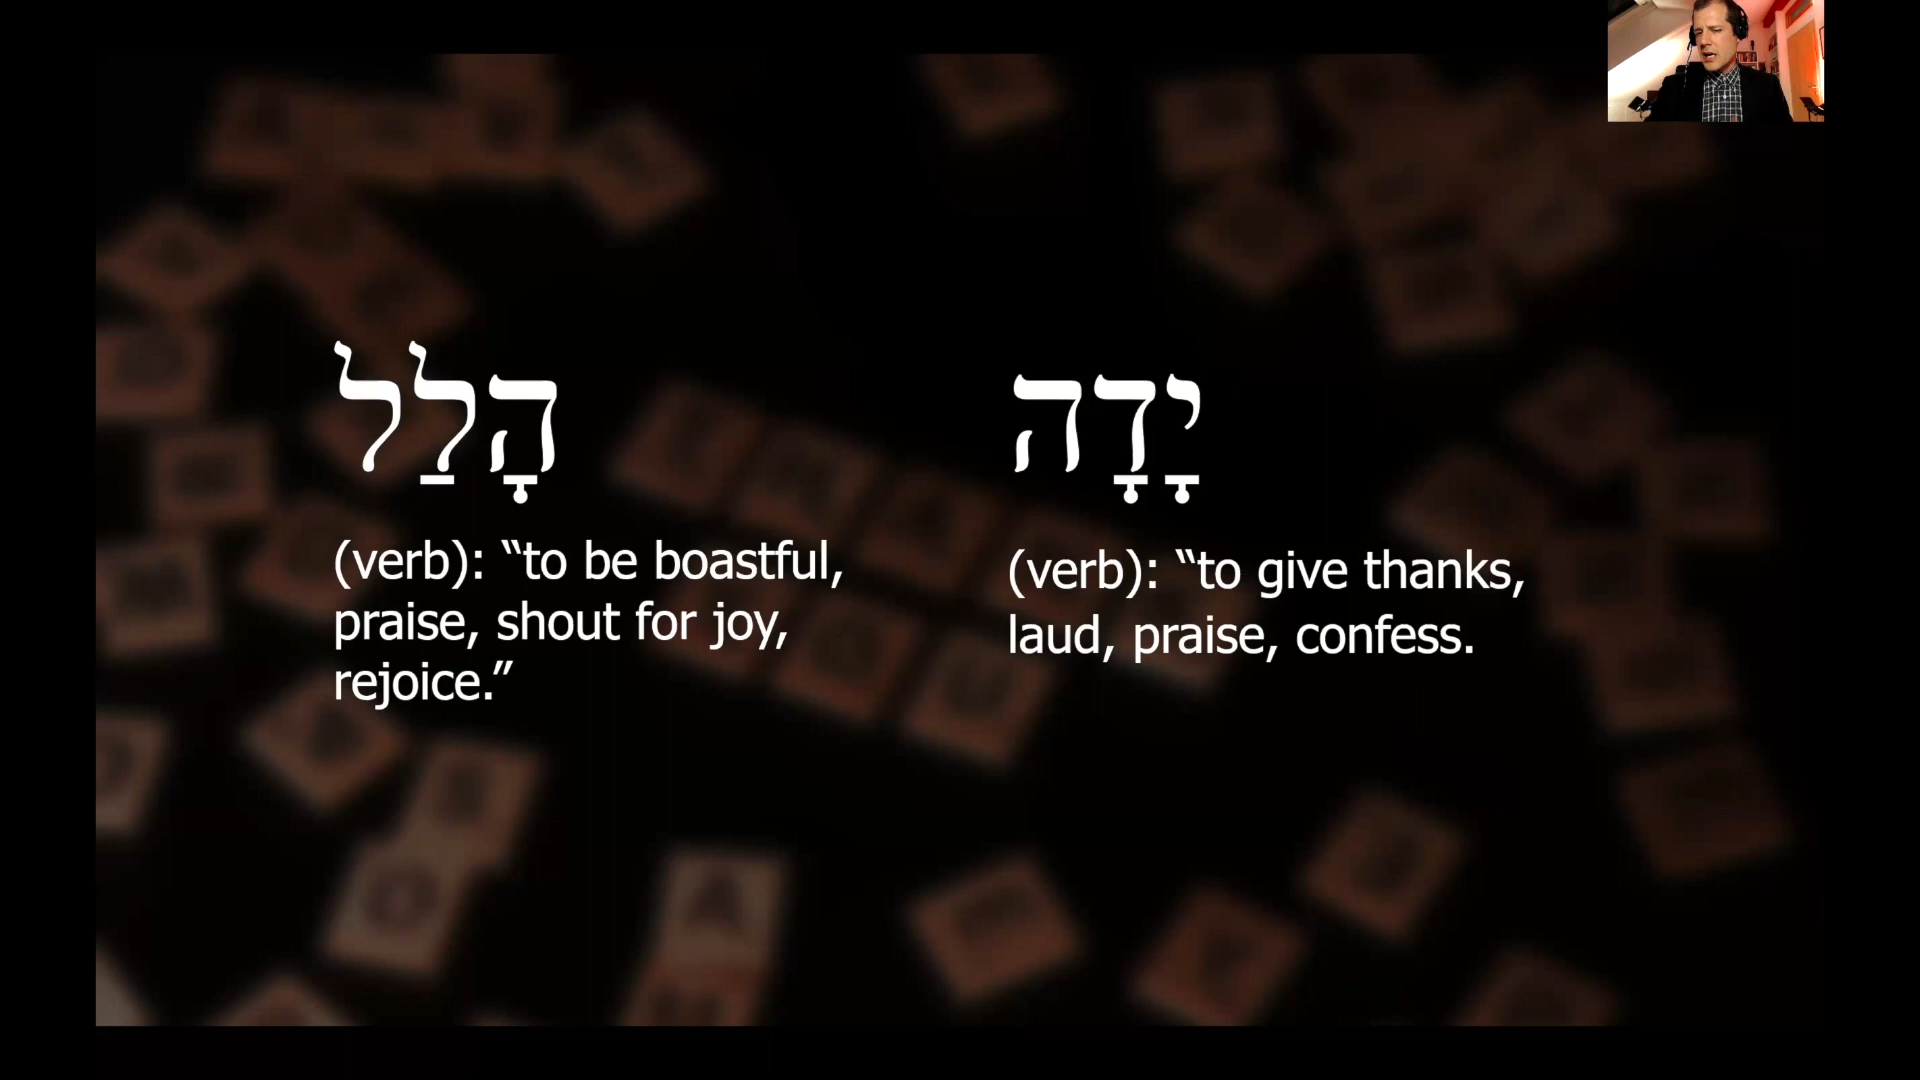 הָלַל
(verb): “to be boastful,
praise, shout for joy,
rejoice.”
יָדָה
(verb): “to give thanks,
laud, praise, confess.